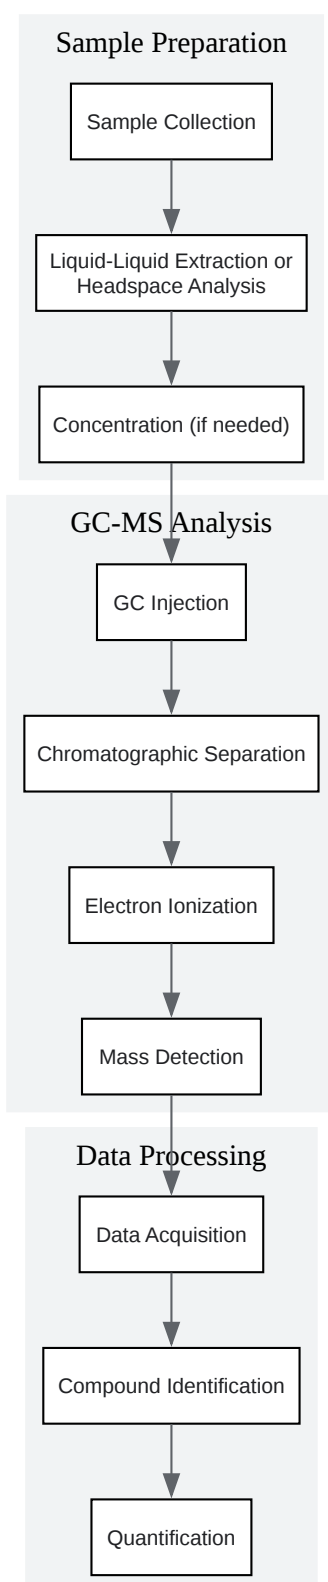 Sample Preparation
Sample Collection
Liquid-Liquid Extraction or
Headspace Analysis
Concentration (if needed)
GC-MS Analysis
GC Injection
Chromatographic Separation
Electron Ionization
Mass Detection
Data Processing
Data Acquisition
Compound Identification
Quantification